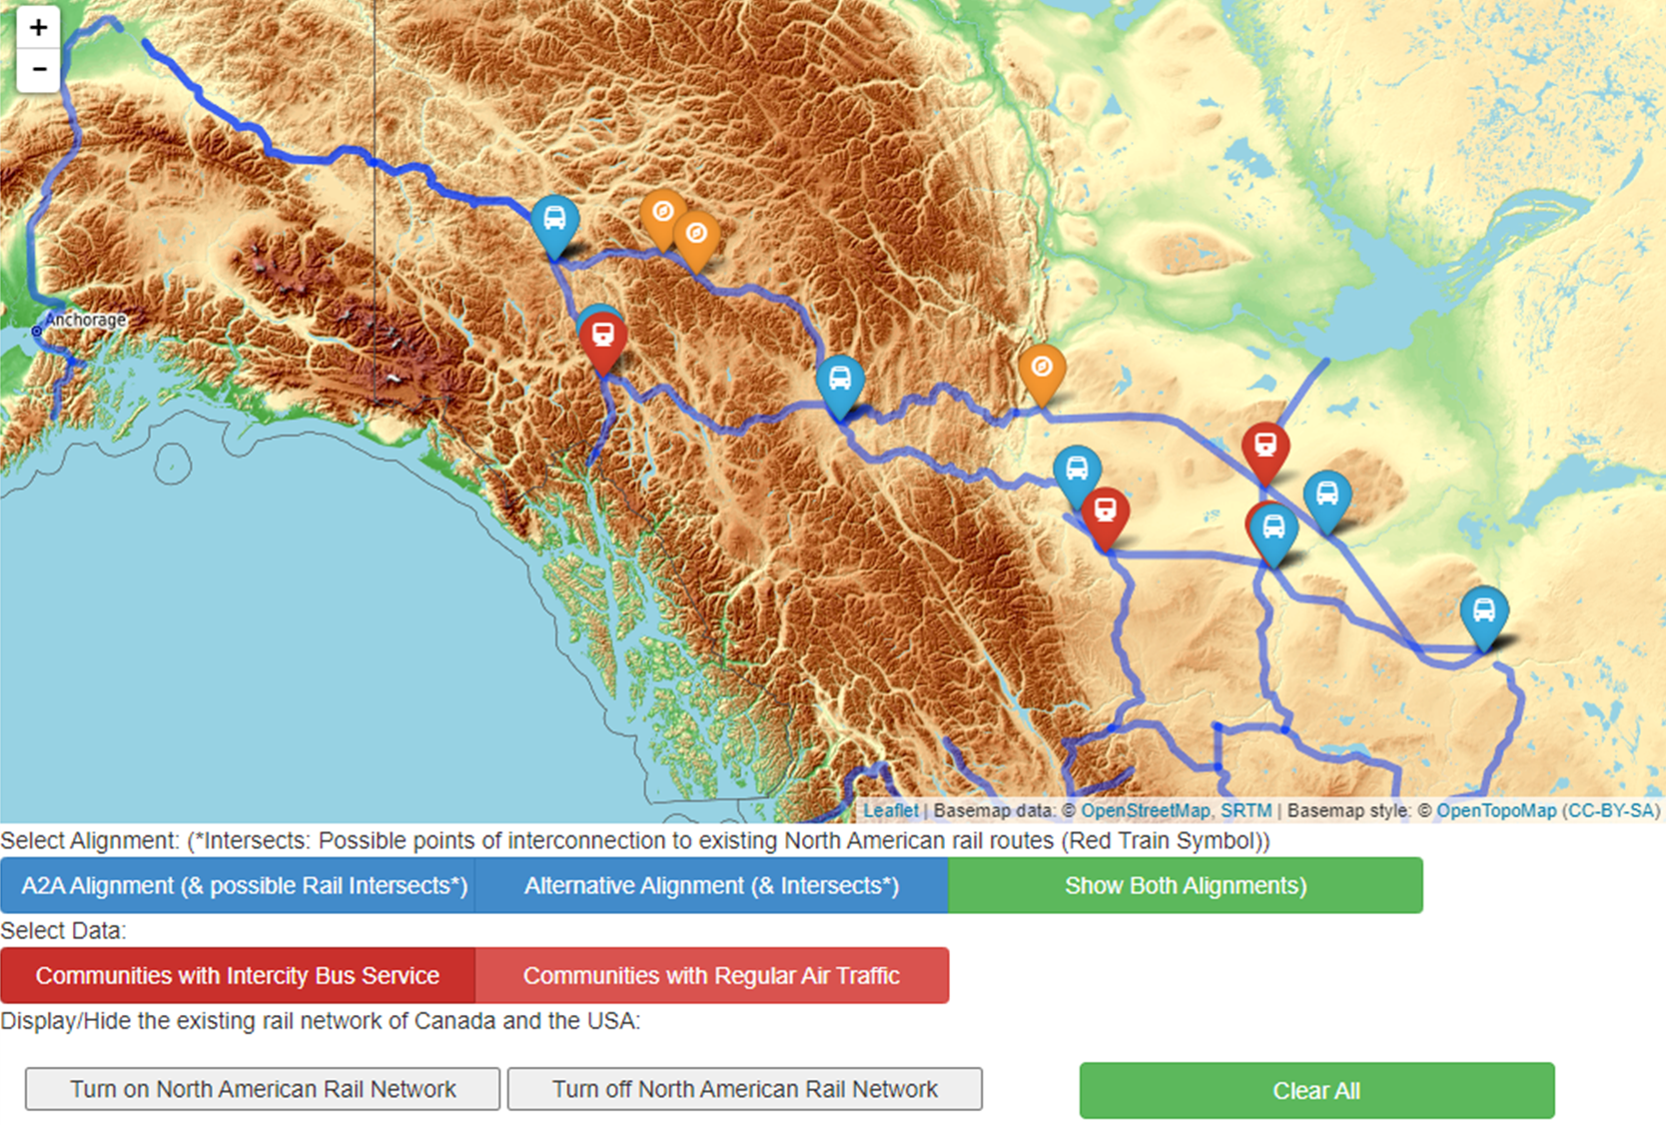 +
−
Anchorage
Leaflet | Basemap data: © OpenStreetMap, SRTM | Basemap style: © OpenTopoMap (CC-BY-SA)
Select Alignment: (*Intersects: Possible points of interconnection to existing North American rail routes (Red Train Symbol))
A2A Alignment (& possible Rail Intersects*) Alternative Alignment (& Intersects*) Show Both Alignments)
Select Data:
Communities with Intercity Bus Service Communities with Regular Air Traffic
Display/Hide the existing rail network of Canada and the USA:
Turn on North American Rail Network Turn off North American Rail Network Clear All